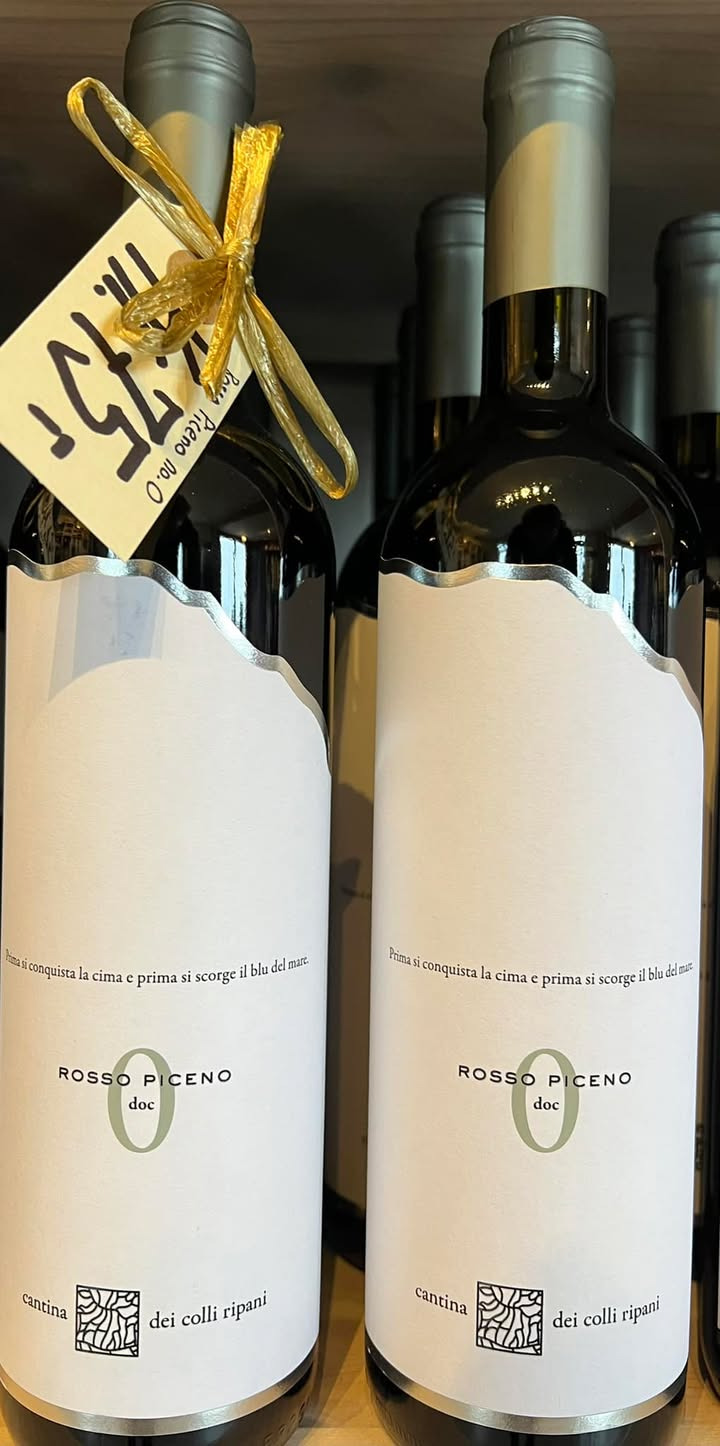 Rosso Piceno no. 0
Prima si conquista la cima e prima si scorge il blu del mare.
ROSSO PICENO
0
doc
cantina dei colli ripani
Prima si conquista la cima e prima si scorge il blu del mare.
ROSSO PICENO
0
doc
cantina dei colli ripani